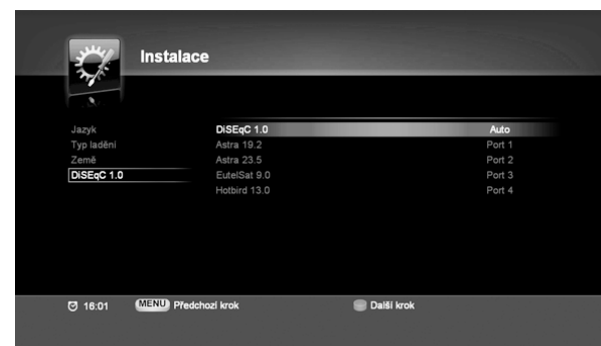 Instalace
Jazyk
Typ ladění
Země
DiSEqC 1.0
DiSEqC 1.0 Auto
Astra 19.2 Port 1
Astra 23.5 Port 2
EutelSat 9.0 Port 3
Hotbird 13.0 Port 4
16:01 MENU Předchozí krok Další krok